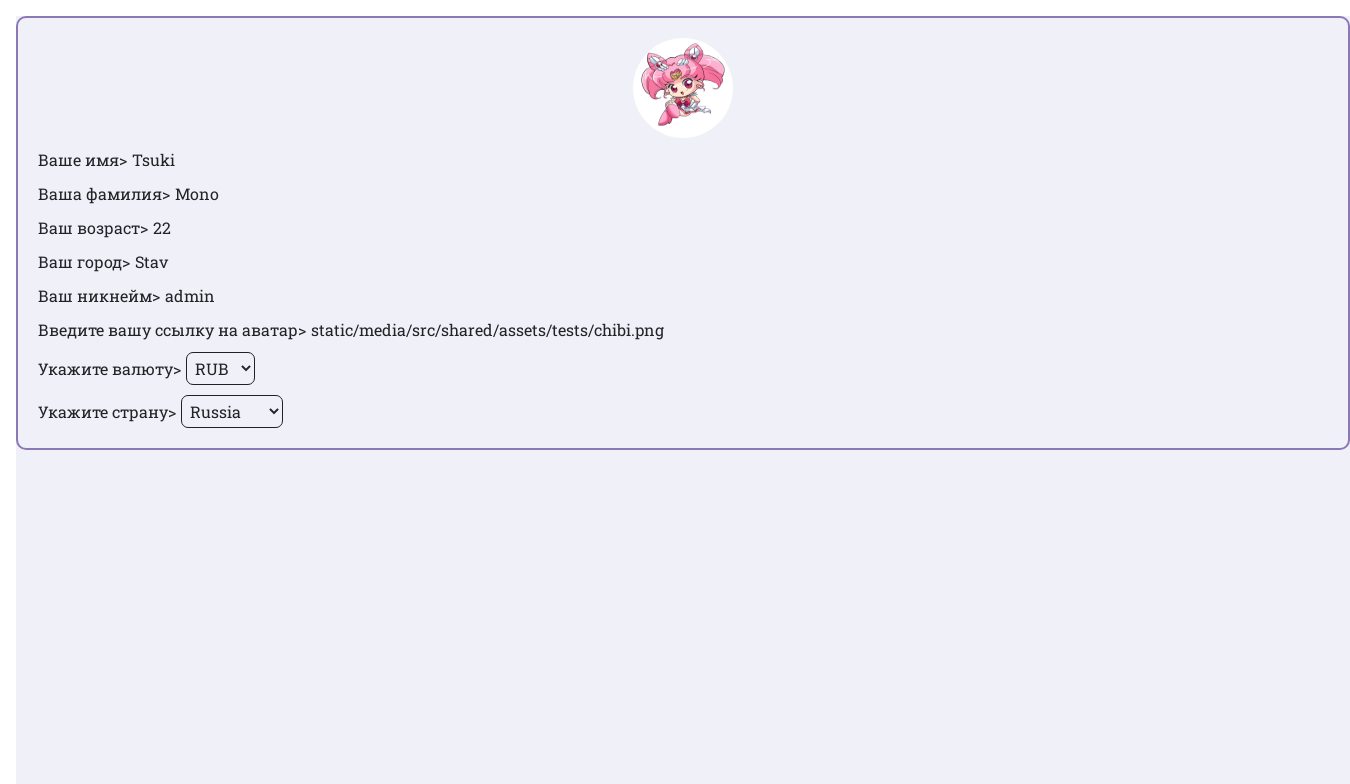 Ваше имя> Tsuki
Ваша фамилия> Mono
Ваш возраст> 22
Ваш город> Stav
Ваш никнейм> admin
Введите вашу ссылку на аватар> static/media/src/shared/assets/tests/chibi.png
Укажите валюту> RUB
Укажите страну> Russia